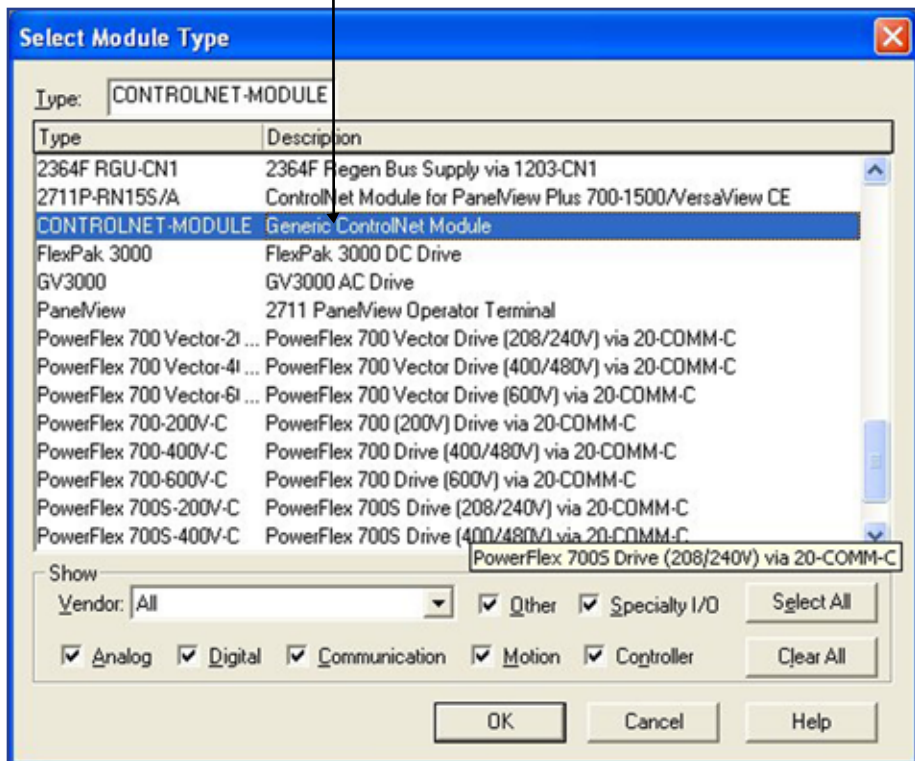 Select Module Type
Type: CONTROLNET-MODULE
Type Description
2364F RGU-CN1 2364F Regen Bus Supply via 1203-CN1
2711P-RN15S/A ControlNet Module for PanelView Plus 700-1500/VersaView CE
CONTROLNET-MODULE Generic ControlNet Module
FlexPak 3000 FlexPak 3000 DC Drive
GV3000 GV3000 AC Drive
PanelView 2711 PanelView Operator Terminal
PowerFlex 700 Vector-2( ... PowerFlex 700 Vector Drive (208/240V) via 20-COMM-C
PowerFlex 700 Vector-4( ... PowerFlex 700 Vector Drive (400/480V) via 20-COMM-C
PowerFlex 700 Vector-6( ... PowerFlex 700 Vector Drive (600V) via 20-COMM-C
PowerFlex 700-200V-C PowerFlex 700 (200V) Drive via 20-COMM-C
PowerFlex 700-400V-C PowerFlex 700 Drive (400/480V) via 20-COMM-C
PowerFlex 700-600V-C PowerFlex 700 Drive (600V) via 20-COMM-C
PowerFlex 700S-200V-C PowerFlex 700S Drive (208/240V) via 20-COMM-C
PowerFlex 700S-400V-C PowerFlex 700S Drive (400/480V) via 20-COMM-C
PowerFlex 700S Drive (208/240V) via 20-COMM-C
Show
Vendor: All Other Specialty I/O Select All
Analog Digital Communication Motion Controller Clear All
OK Cancel Help